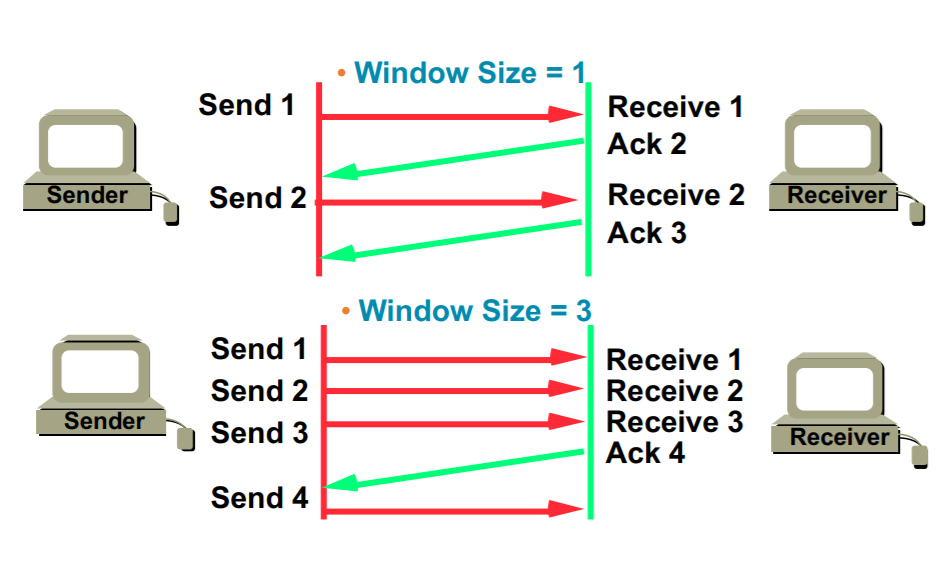 • Window Size = 1
Send 1
Receive 1
Ack 2
Sender
Send 2
Receive 2
Receiver
Ack 3
• Window Size = 3
Send 1
Receive 1
Send 2
Receive 2
Sender
Send 3
Receive 3
Receiver
Ack 4
Send 4